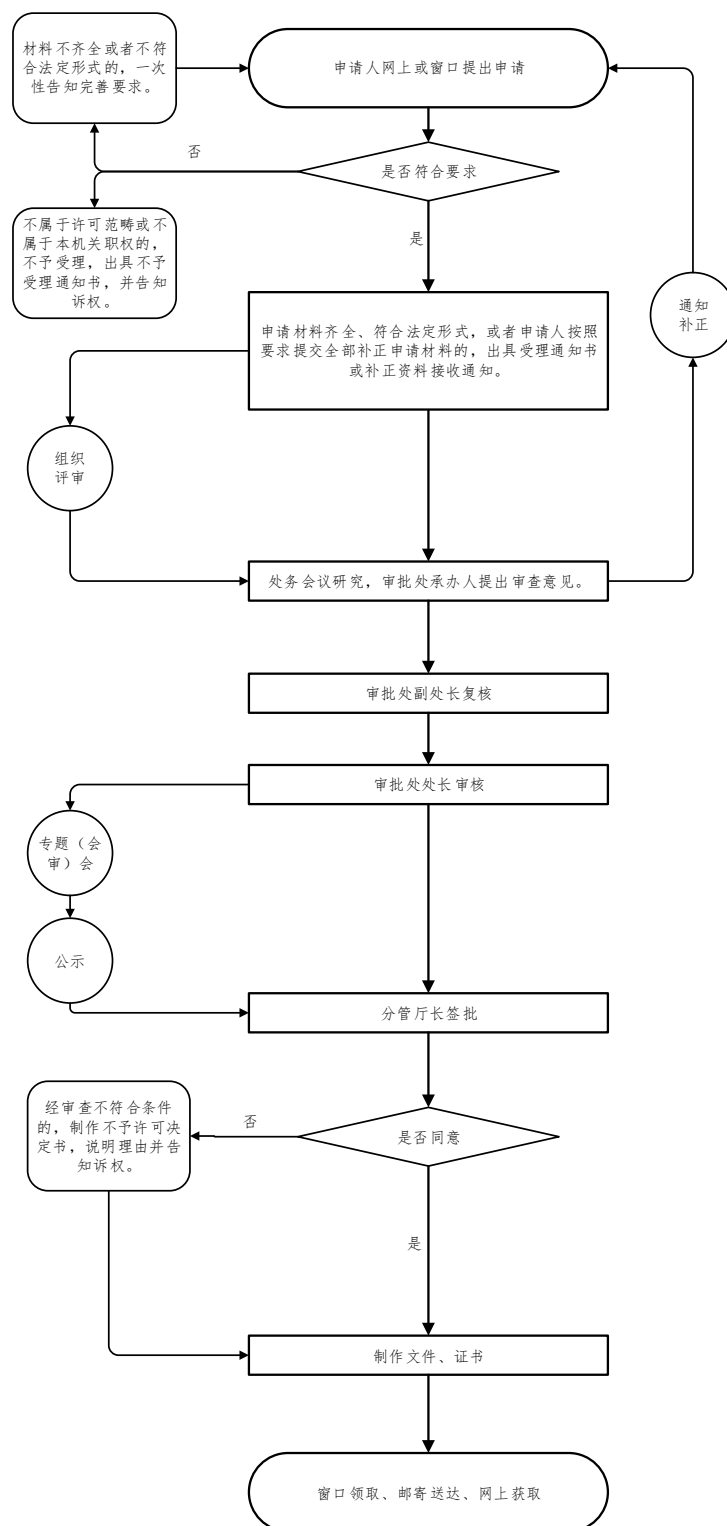 材料不齐全或者不符
合法定形式的，一次
性告知完善要求。
申请人网上或窗口提出申请
否
是否符合要求
不属于许可范畴或不
属于本机关职权的，
不予受理，出具不予
受理通知书，并告知
诉权。
是
通知
补正
申请材料齐全、符合法定形式，或者申请人按照
要求提交全部补正申请材料的，出具受理通知书
或补正资料接收通知。
组织
评审
处务会议研究，审批处承办人提出审查意见。
审批处副处长复核
审批处处长审核
专题（会
审）会
公示
分管厅长签批
经审查不符合条件
的，制作不予许可决
定书，说明理由并告
知诉权。
否
是否同意
是
制作文件、证书
窗口领取、邮寄送达、网上获取